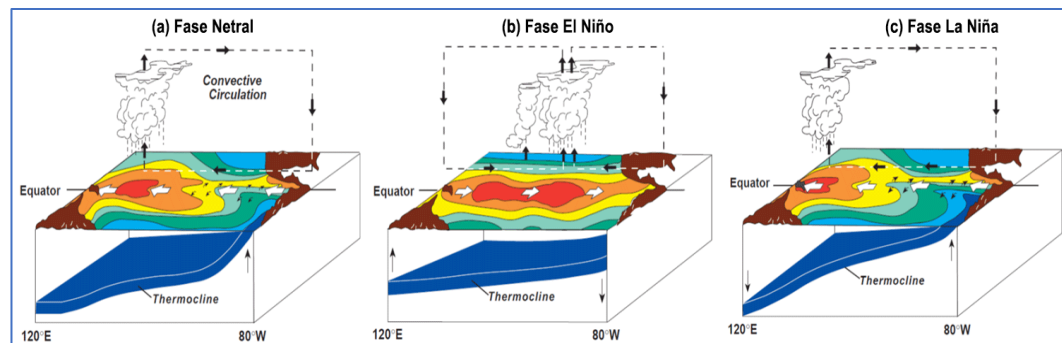 (a) Fase Netral
Convective
Circulation
Equator
Thermocline
120°E
80°W
(b) Fase El Niño
Equator
Thermocline
120°E
80°W
(c) Fase La Niña
Equator
Thermocline
120°E
80°W